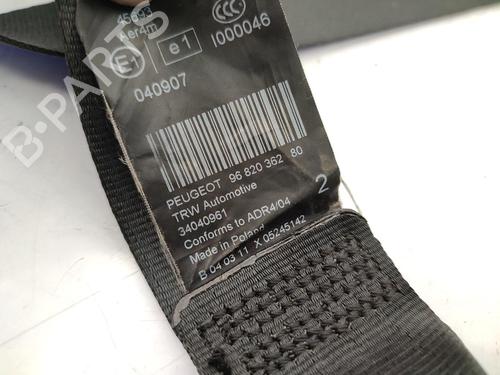 Aer4m
CCC
E1
e1
I000046
040907
PEUGEOT 96 820 362 80
TRW Automotive
34040961
Conforms to ADR4/04
Made in Poland
2
B 04 03 11 X 05245142
B-PARTS